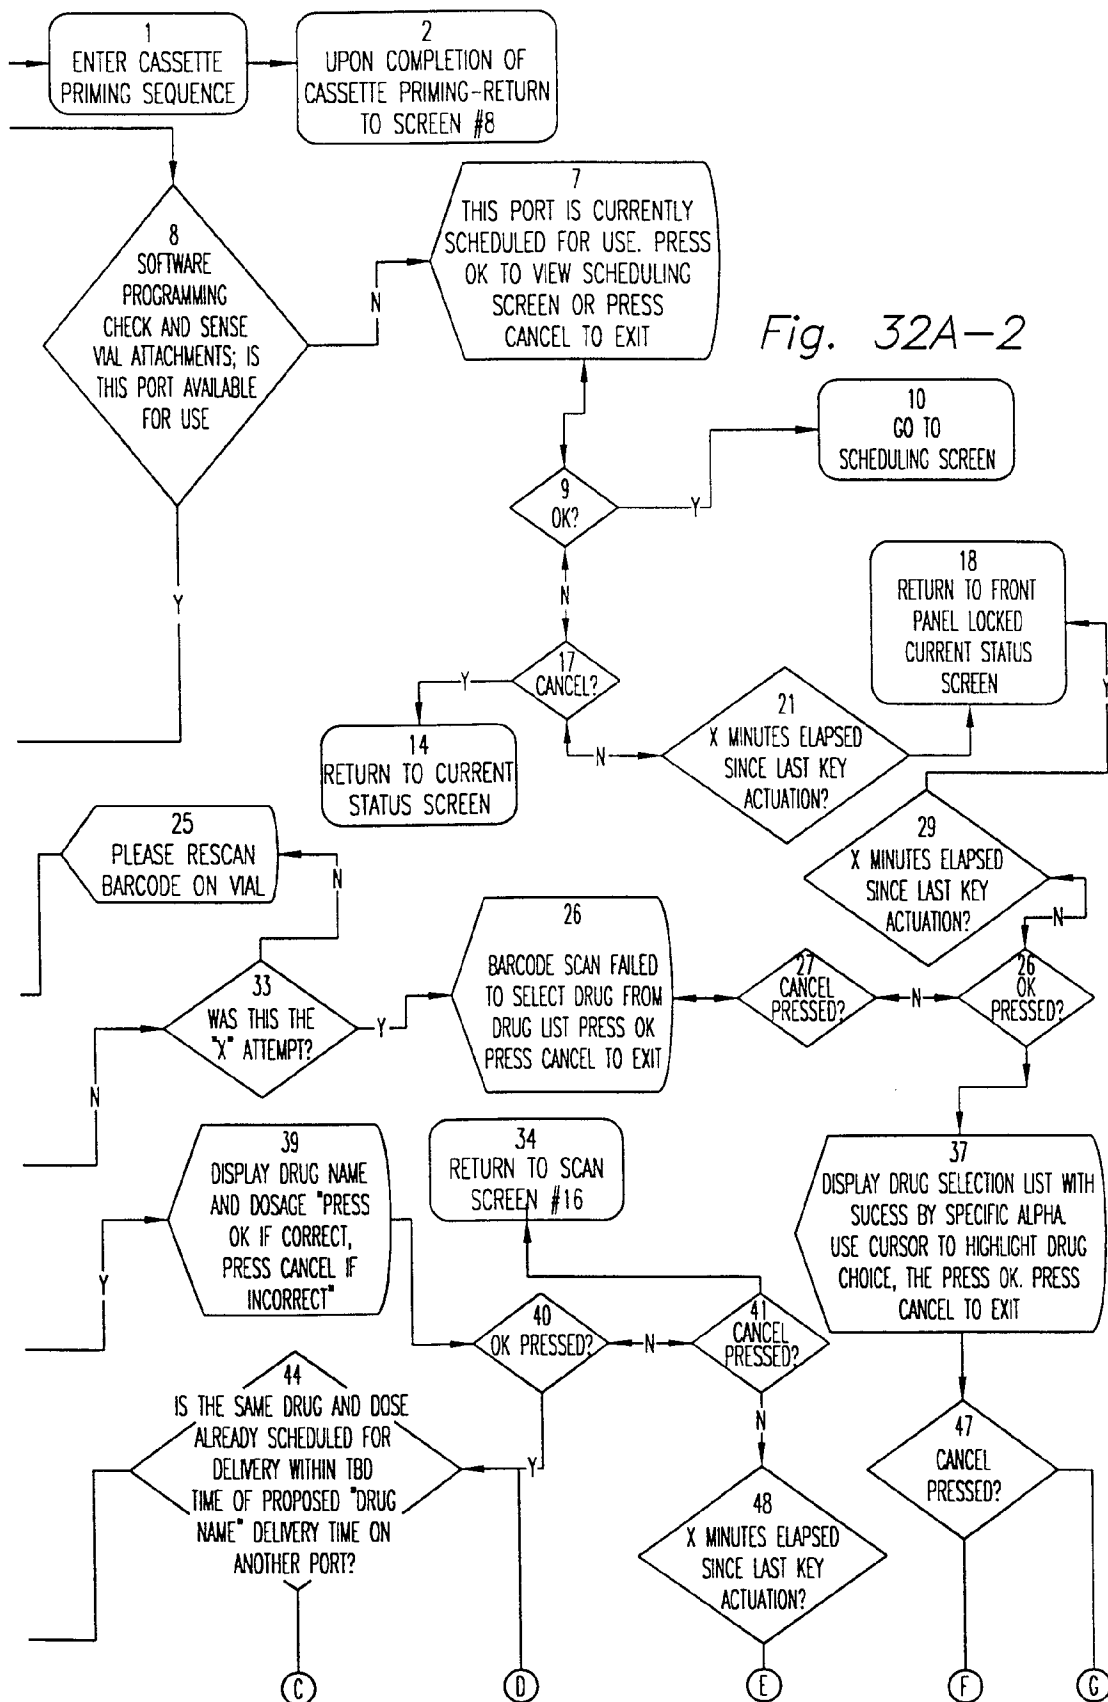 1
ENTER CASSETTE
PRIMING SEQUENCE
2
UPON COMPLETION OF
CASSETTE PRIMING-RETURN
TO SCREEN #8
8
SOFTWARE
PROGRAMMING
CHECK AND SENSE
VIAL ATTACHMENTS; IS
THIS PORT AVAILABLE
FOR USE
N
Y
7
THIS PORT IS CURRENTLY
SCHEDULED FOR USE. PRESS
OK TO VIEW SCHEDULING
SCREEN OR PRESS
CANCEL TO EXIT
Fig. 32A-2
10
GO TO
SCHEDULING SCREEN
9
OK?
Y
N
17
CANCEL?
Y
N
14
RETURN TO CURRENT
STATUS SCREEN
21
X MINUTES ELAPSED
SINCE LAST KEY
ACTUATION?
18
RETURN TO FRONT
PANEL LOCKED
CURRENT STATUS
SCREEN
Y
29
X MINUTES ELAPSED
SINCE LAST KEY
ACTUATION?
N
25
PLEASE RESCAN
BARCODE ON VIAL
N
33
WAS THIS THE
"X" ATTEMPT?
Y
N
26
BARCODE SCAN FAILED
TO SELECT DRUG FROM
DRUG LIST PRESS OK
PRESS CANCEL TO EXIT
27
CANCEL
PRESSED?
N
26
OK
PRESSED?
39
DISPLAY DRUG NAME
AND DOSAGE "PRESS
OK IF CORRECT,
PRESS CANCEL IF
INCORRECT"
Y
34
RETURN TO SCAN
SCREEN #16
37
DISPLAY DRUG SELECTION LIST WITH
SUCESS BY SPECIFIC ALPHA.
USE CURSOR TO HIGHLIGHT DRUG
CHOICE, THE PRESS OK. PRESS
CANCEL TO EXIT
40
OK PRESSED?
N
41
CANCEL
PRESSED?
Y
N
44
IS THE SAME DRUG AND DOSE
ALREADY SCHEDULED FOR
DELIVERY WITHIN TBD
TIME OF PROPOSED "DRUG
NAME" DELIVERY TIME ON
ANOTHER PORT?
47
CANCEL
PRESSED?
48
X MINUTES ELAPSED
SINCE LAST KEY
ACTUATION?
C
D
E
F
G